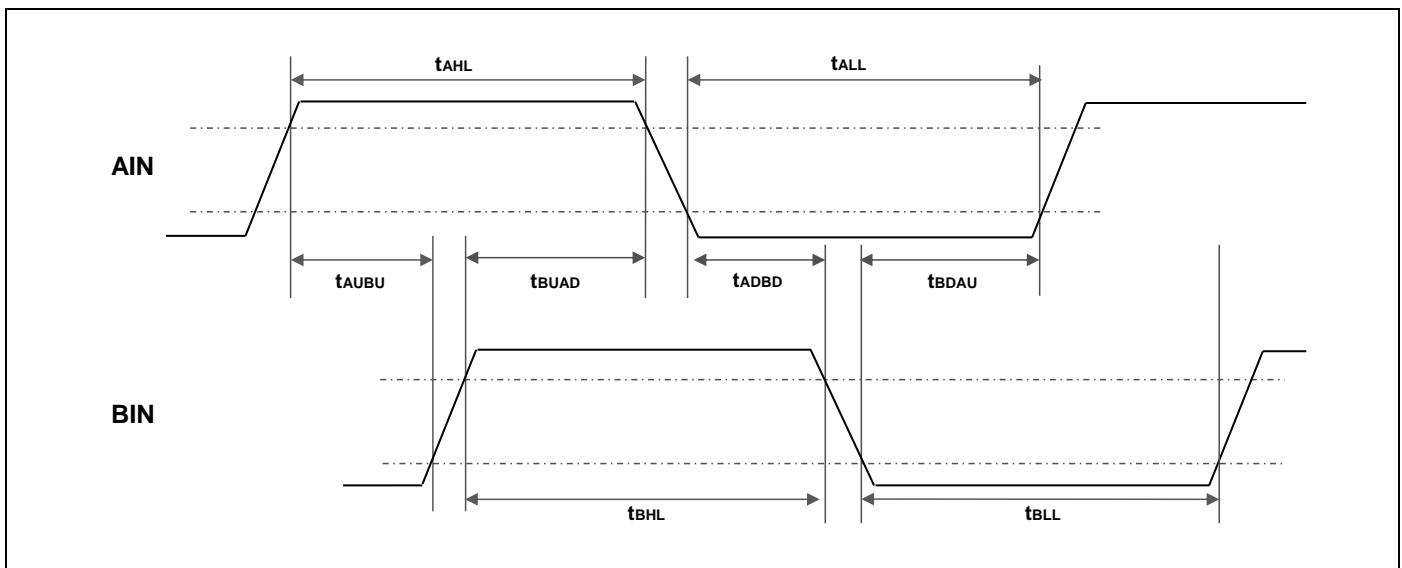 tAHL tALL
AIN
tAUBU tBUAD tADBD tBDAU
BIN
tBHL tBLL